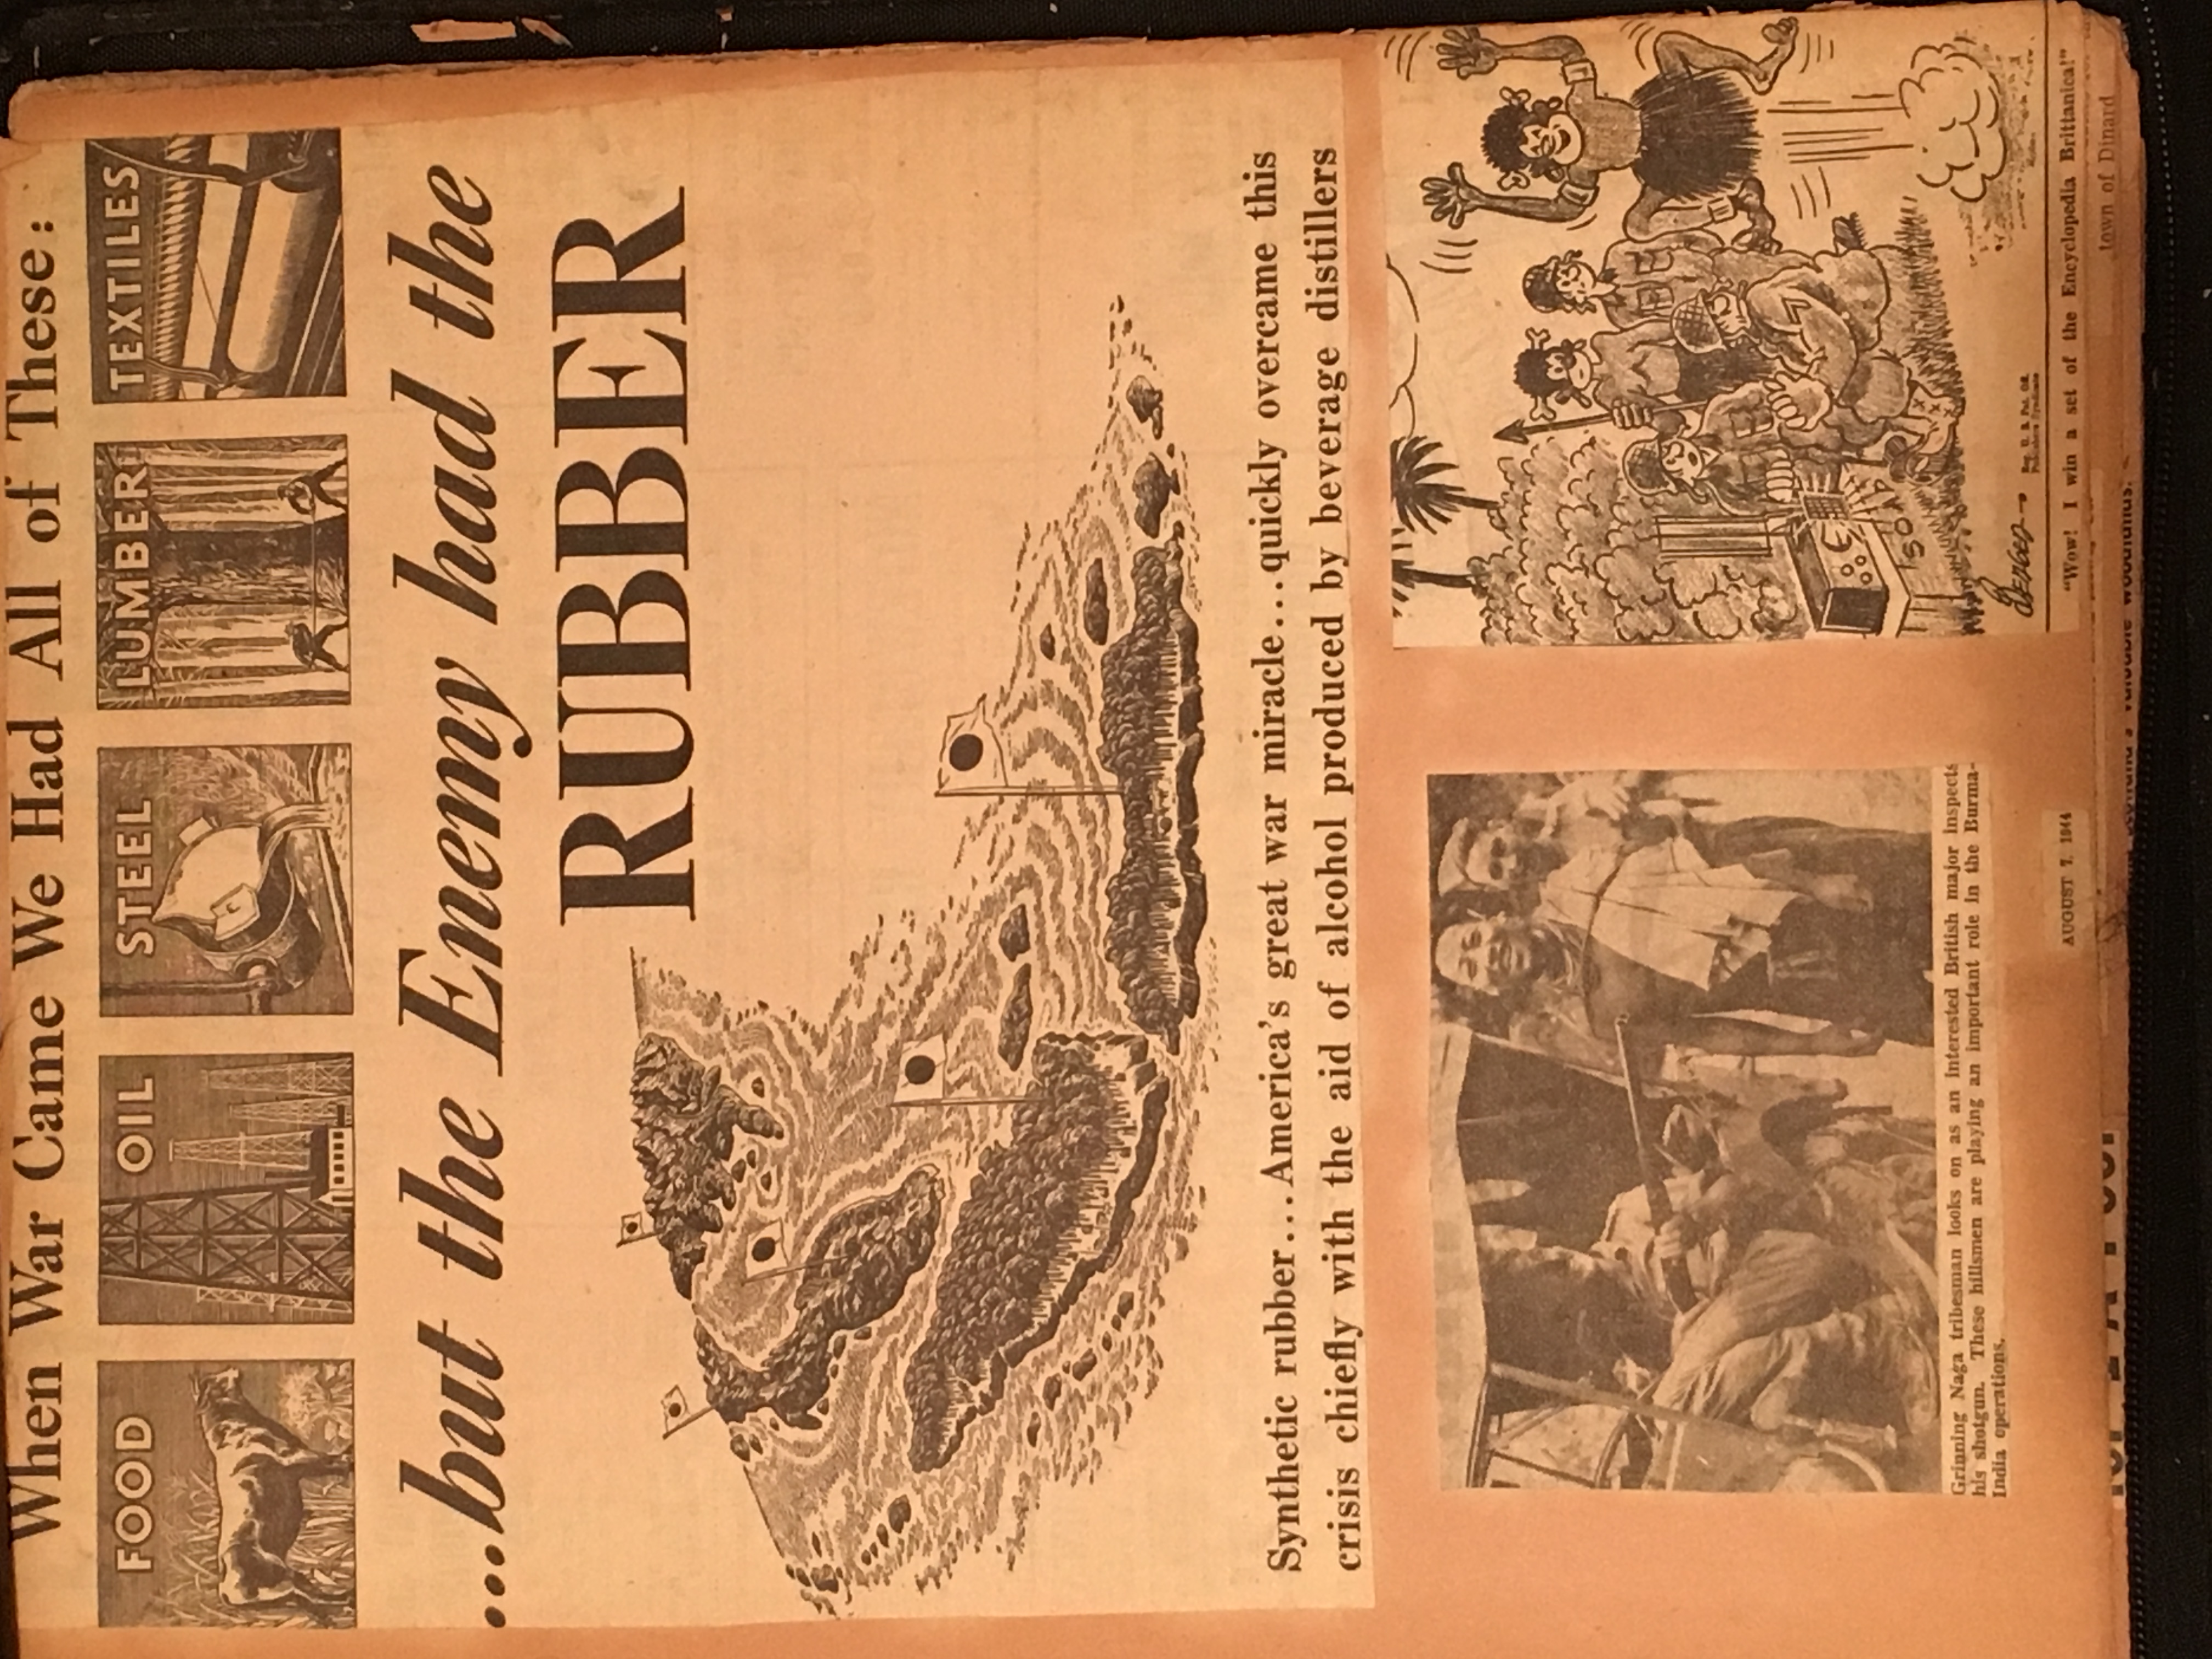 When War Came We Had All of These:
FOOD
OIL
STEEL
LUMBER
TEXTILES
...but the Enemy had the
RUBBER
Synthetic rubber...America's great war miracle...quickly overcame this
crisis chiefly with the aid of alcohol produced by beverage distillers
Grinning Naga tribesman looks on as an interested British major inspects
his shotgun. These hillsmen are playing an important role in the Burma-
India operations.
SOAP
Reg. U. S. Pat. Off.
Publishers Syndicate
"Wow! I win a set of the Encyclopedia Brittanica!"
AUGUST 7, 1944
town of Dinard
valuable woodlands.